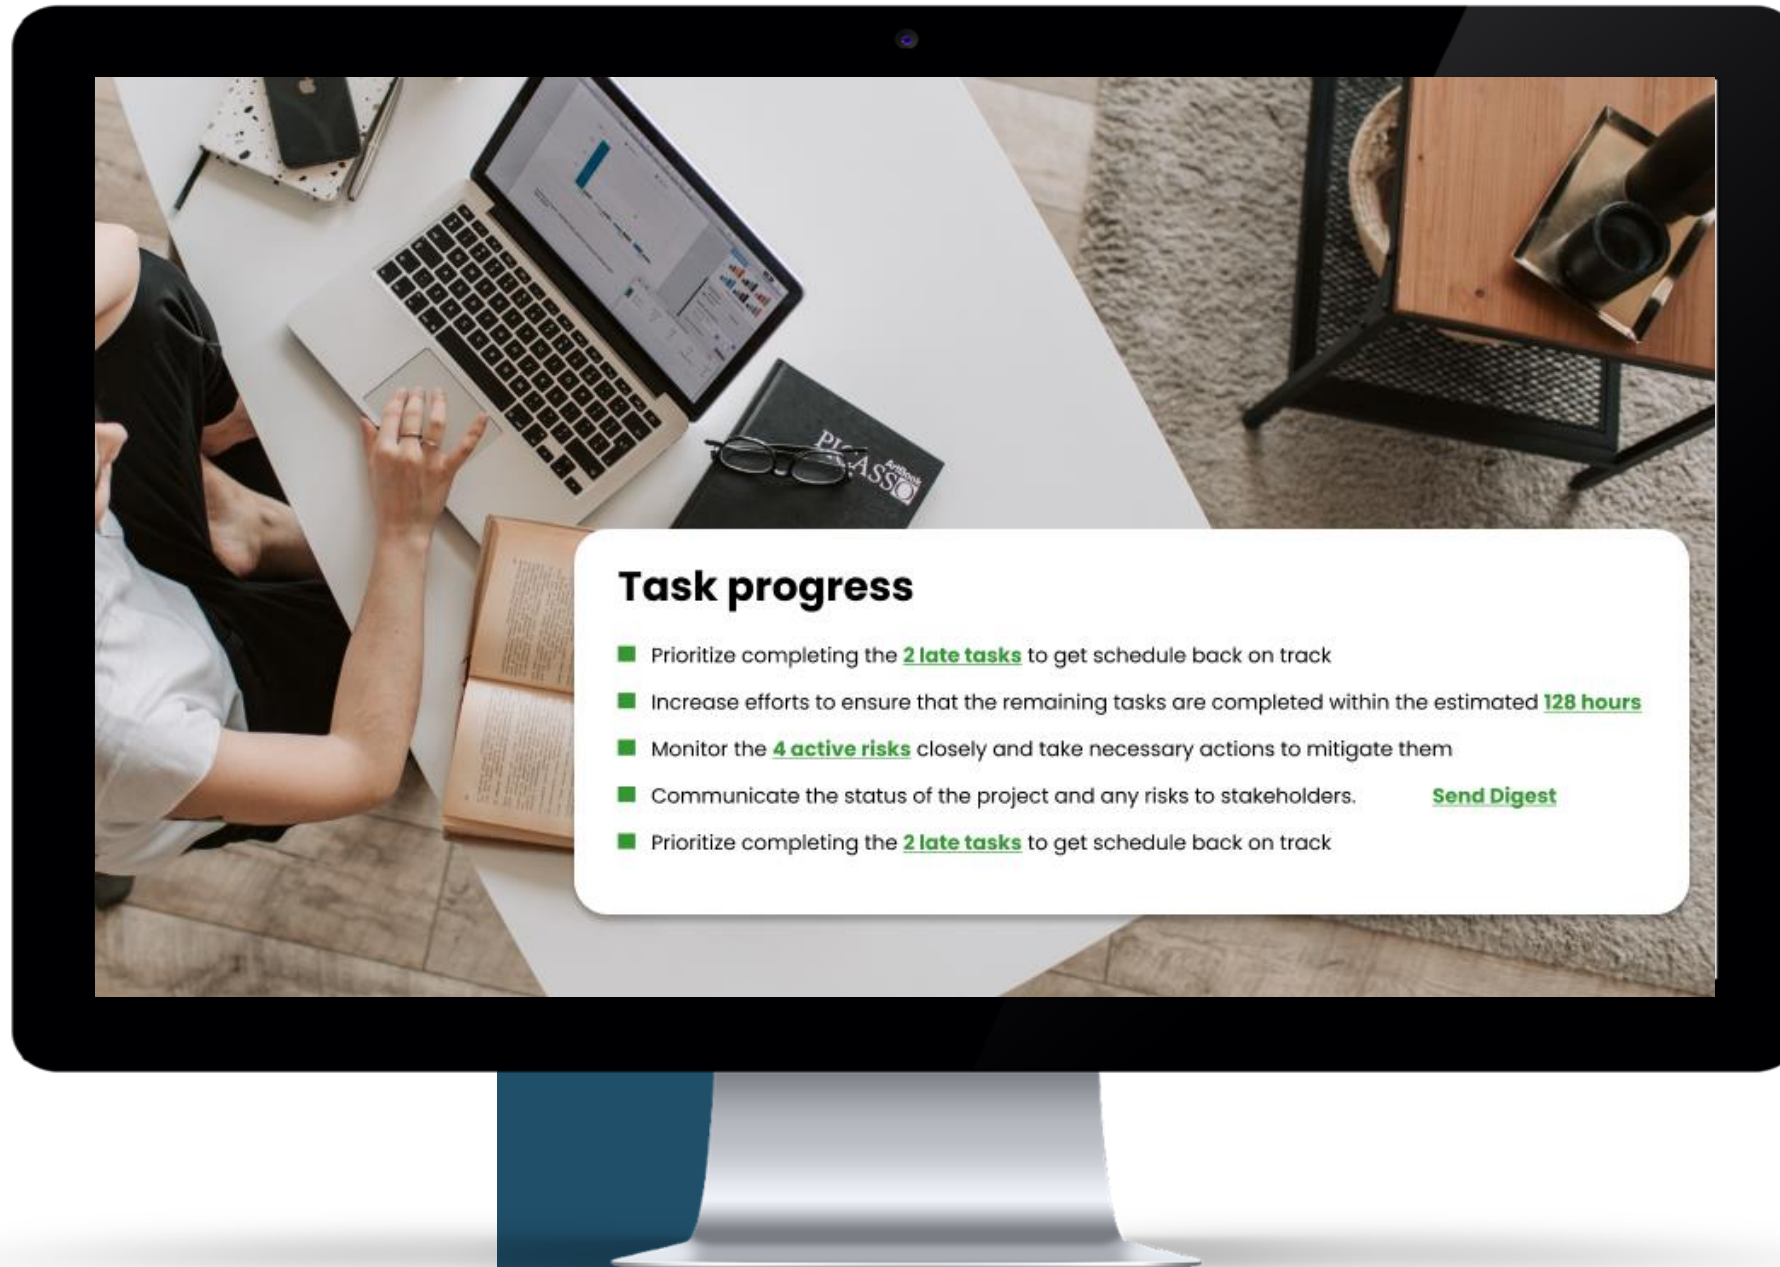 PICASSO
ArtBook
Task progress
Prioritize completing the 2 late tasks to get schedule back on track
Increase efforts to ensure that the remaining tasks are completed within the estimated 128 hours
Monitor the 4 active risks closely and take necessary actions to mitigate them
Communicate the status of the project and any risks to stakeholders. Send Digest
Prioritize completing the 2 late tasks to get schedule back on track